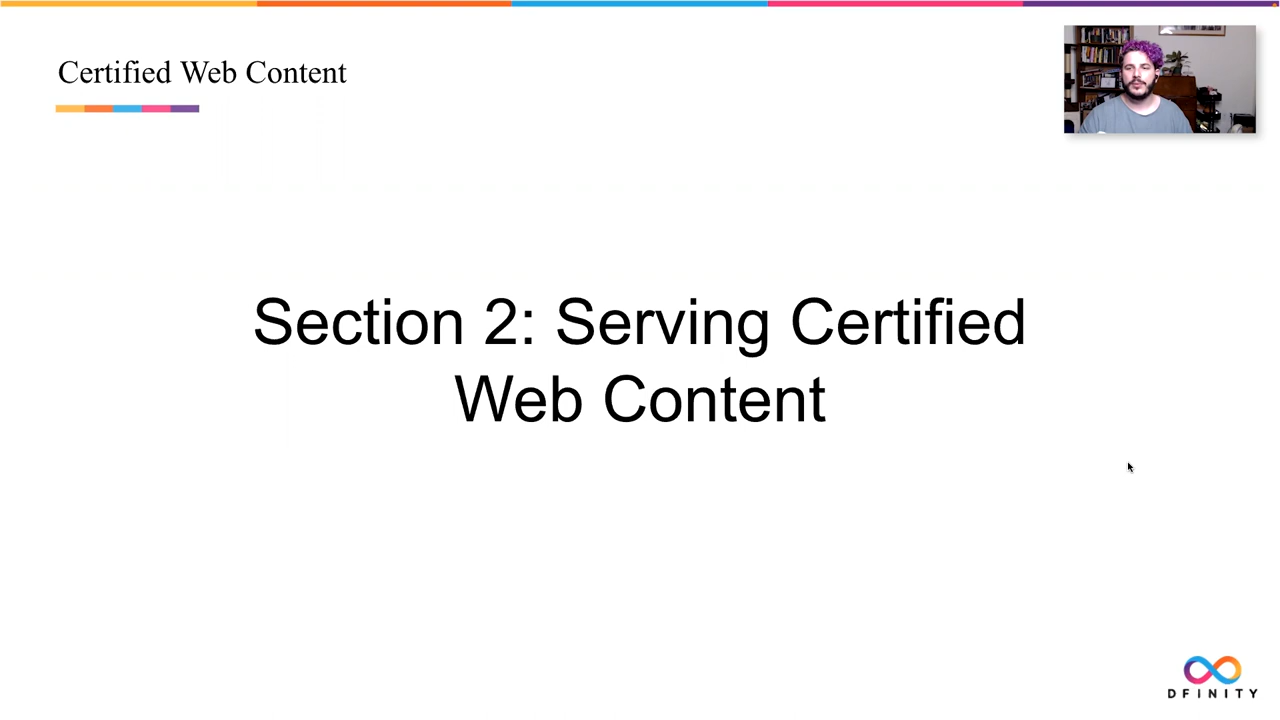 Certified Web Content
Section 2: Serving Certified
Web Content
DFINITY